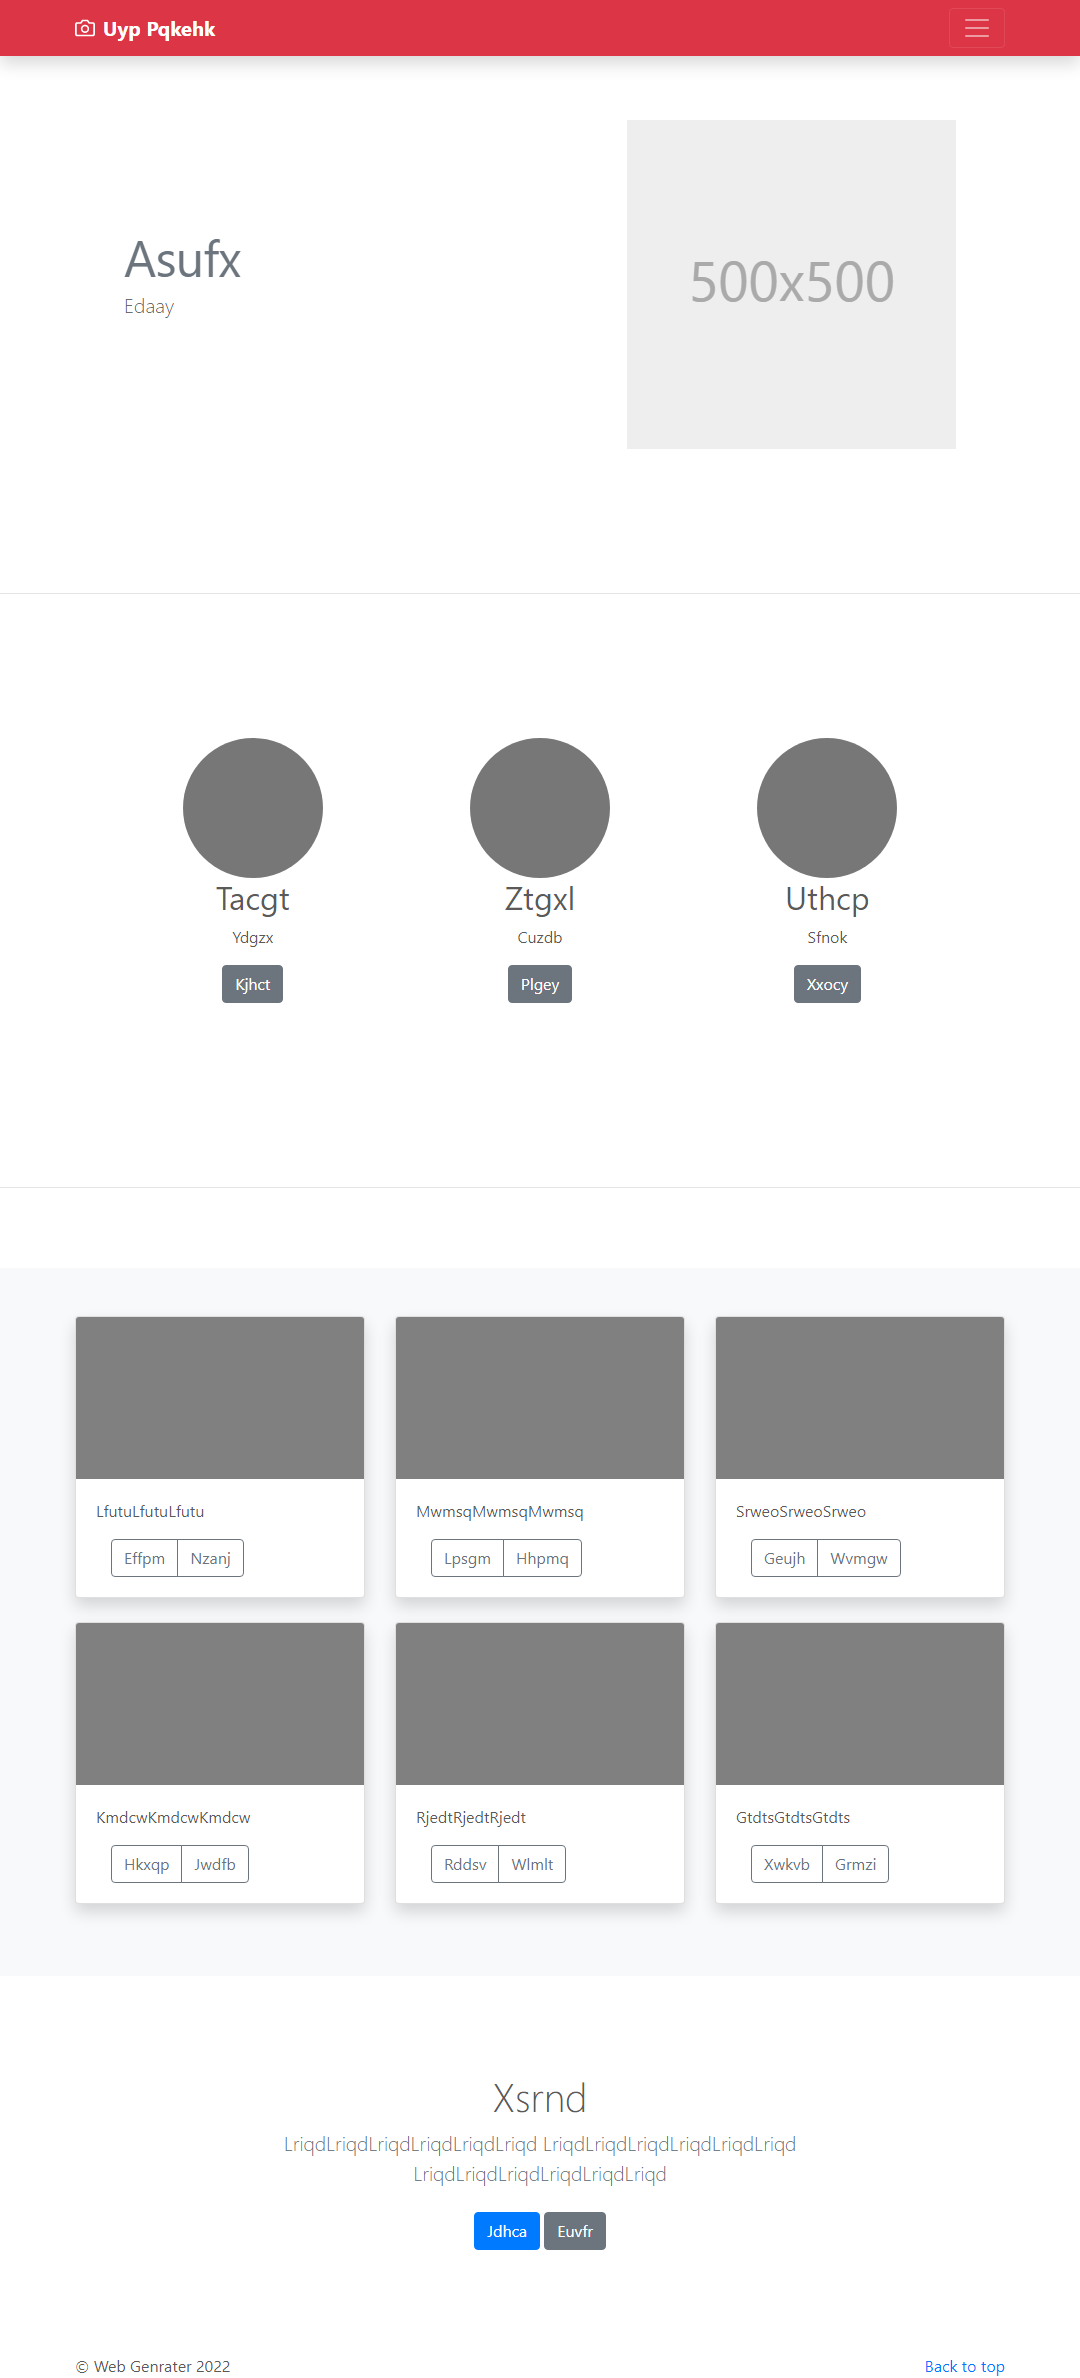 Uyp Pqkehk
Asufx
Edaay
500x500
Tacgt
Ydgzx
Kjhct
Ztgxl
Cuzdb
Plgey
Uthcp
Sfnok
Xxocy
LfutuLfutuLfutu
Effpm Nzanj
MwmsqMwmsqMwmsq
Lpsgm Hhpmq
SrweoSrweoSrweo
Geujh Wvmgw
KmdcwKmdcwKmdcw
Hkxqp Jwdfb
RjedtRjedtRjedt
Rddsv Wlmlt
GtdtsGtdtsGtdts
Xwkvb Grmzi
Xsrnd
LriqdLriqdLriqdLriqdLriqdLriqd LriqdLriqdLriqdLriqdLriqdLriqd
LriqdLriqdLriqdLriqdLriqdLriqd
Jdhca Euvfr
© Web Genrater 2022
Back to top